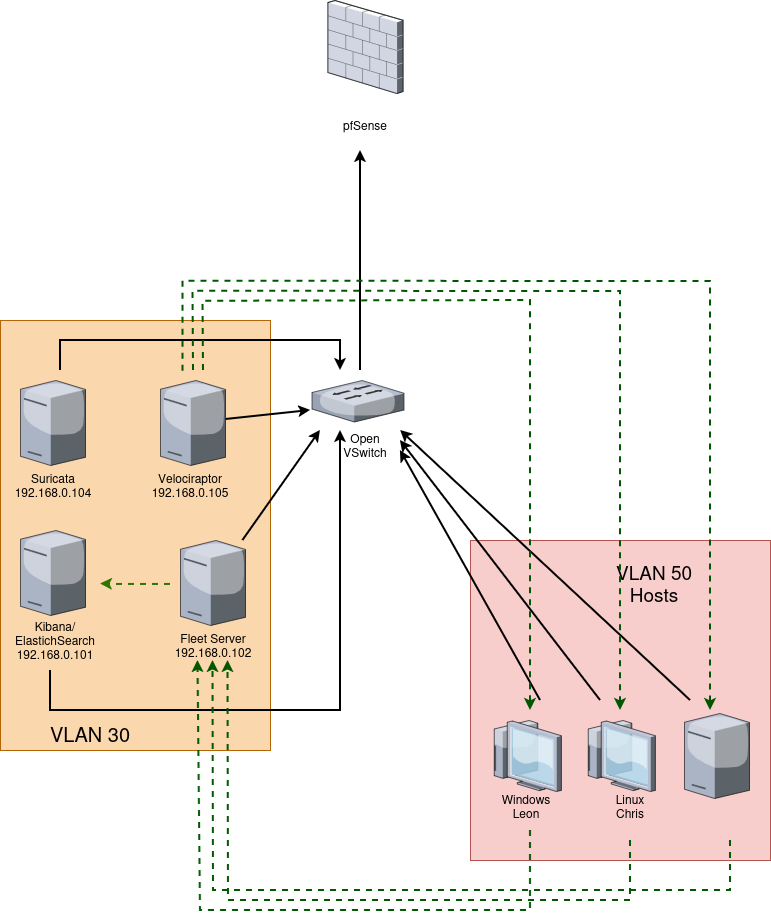 pfSense
Open
VSwitch
Suricata
192.168.0.104
Velociraptor
192.168.0.105
Kibana/
ElastichSearch
192.168.0.101
Fleet Server
192.168.0.102
VLAN 30
VLAN 50
Hosts
Windows
Leon
Linux
Chris